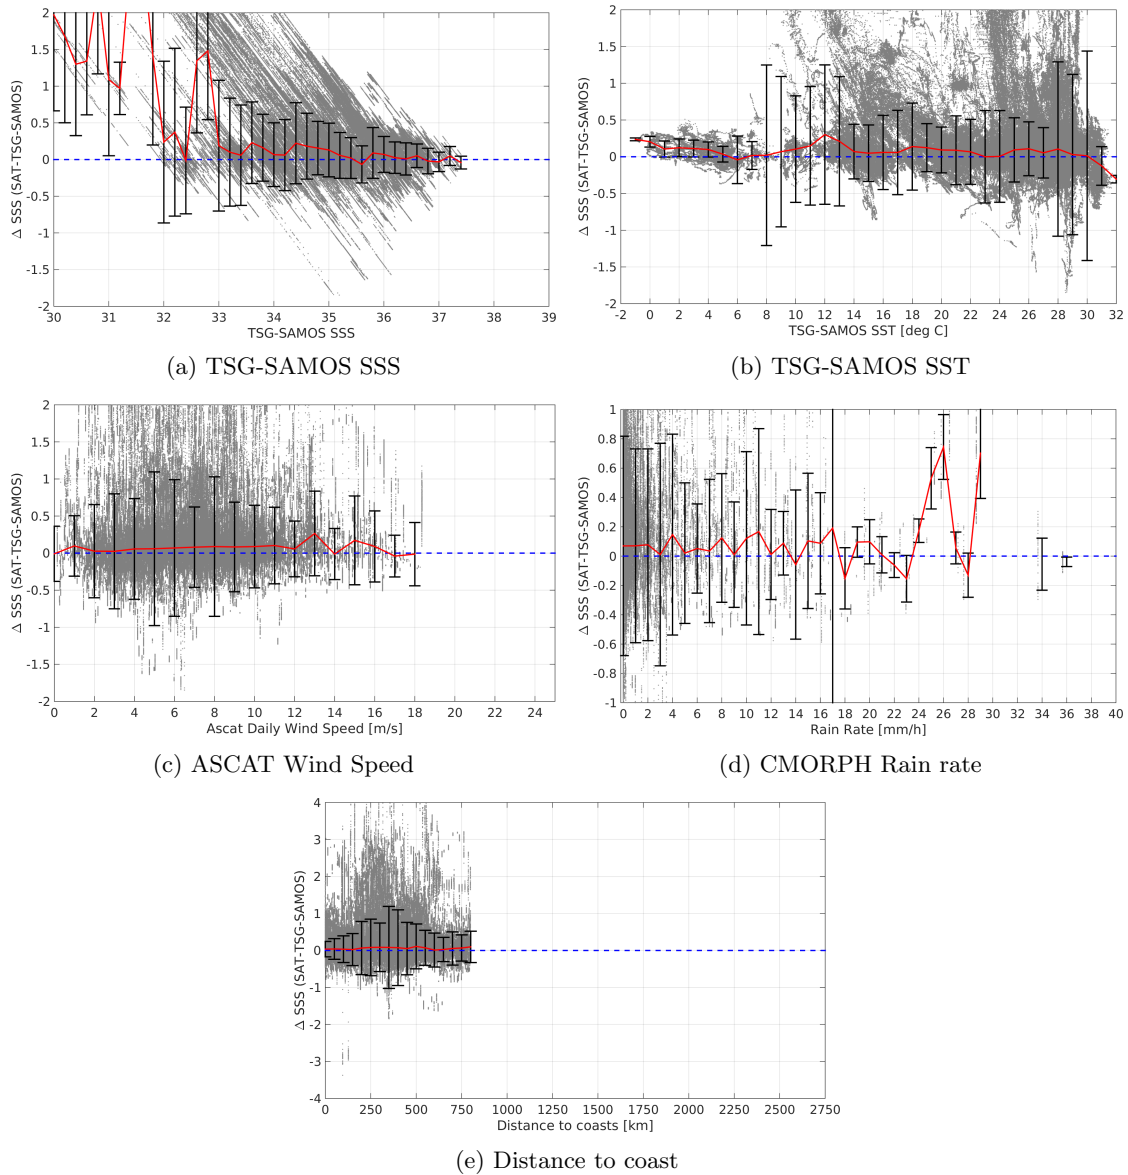 2
1.5
1
0.5
0
-0.5
-1
-1.5
-2
Δ SSS (SAT-TSG-SAMOS)
30 31 32 33 34 35 36 37 38 39
TSG-SAMOS SSS
(a) TSG-SAMOS SSS
2
1.5
1
0.5
0
-0.5
-1
-1.5
-2
Δ SSS (SAT-TSG-SAMOS)
-2 0 2 4 6 8 10 12 14 16 18 20 22 24 26 28 30 32
TSG-SAMOS SST [deg C]
(b) TSG-SAMOS SST
2
1.5
1
0.5
0
-0.5
-1
-1.5
-2
Δ SSS (SAT-TSG-SAMOS)
0 2 4 6 8 10 12 14 16 18 20 22 24
Ascat Daily Wind Speed [m/s]
(c) ASCAT Wind Speed
1
0.8
0.6
0.4
0.2
0
-0.2
-0.4
-0.6
-0.8
-1
Δ SSS (SAT-TSG-SAMOS)
0 2 4 6 8 10 12 14 16 18 20 22 24 26 28 30 32 34 36 38 40
Rain Rate [mm/h]
(d) CMORPH Rain rate
4
3
2
1
0
-1
-2
-3
-4
Δ SSS (SAT-TSG-SAMOS)
0 250 500 750 1000 1250 1500 1750 2000 2250 2500 2750
Distance to coasts [km]
(e) Distance to coast